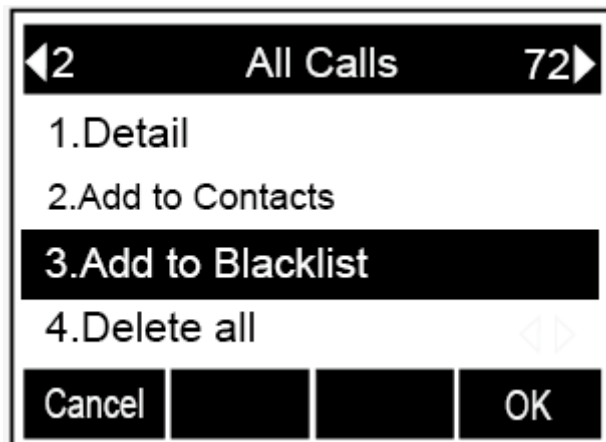 2 All Calls 72
1.Detail
2.Add to Contacts
3.Add to Blacklist
4.Delete all
Cancel OK